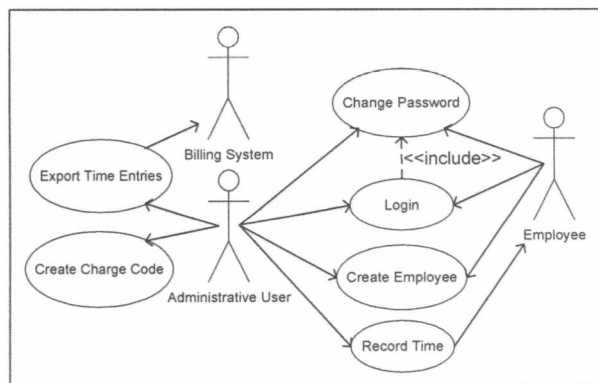 Change Password
Billing System
<<include>>
Export Time Entries
Login
Employee
Create Charge Code
Create Employee
Administrative User
Record Time